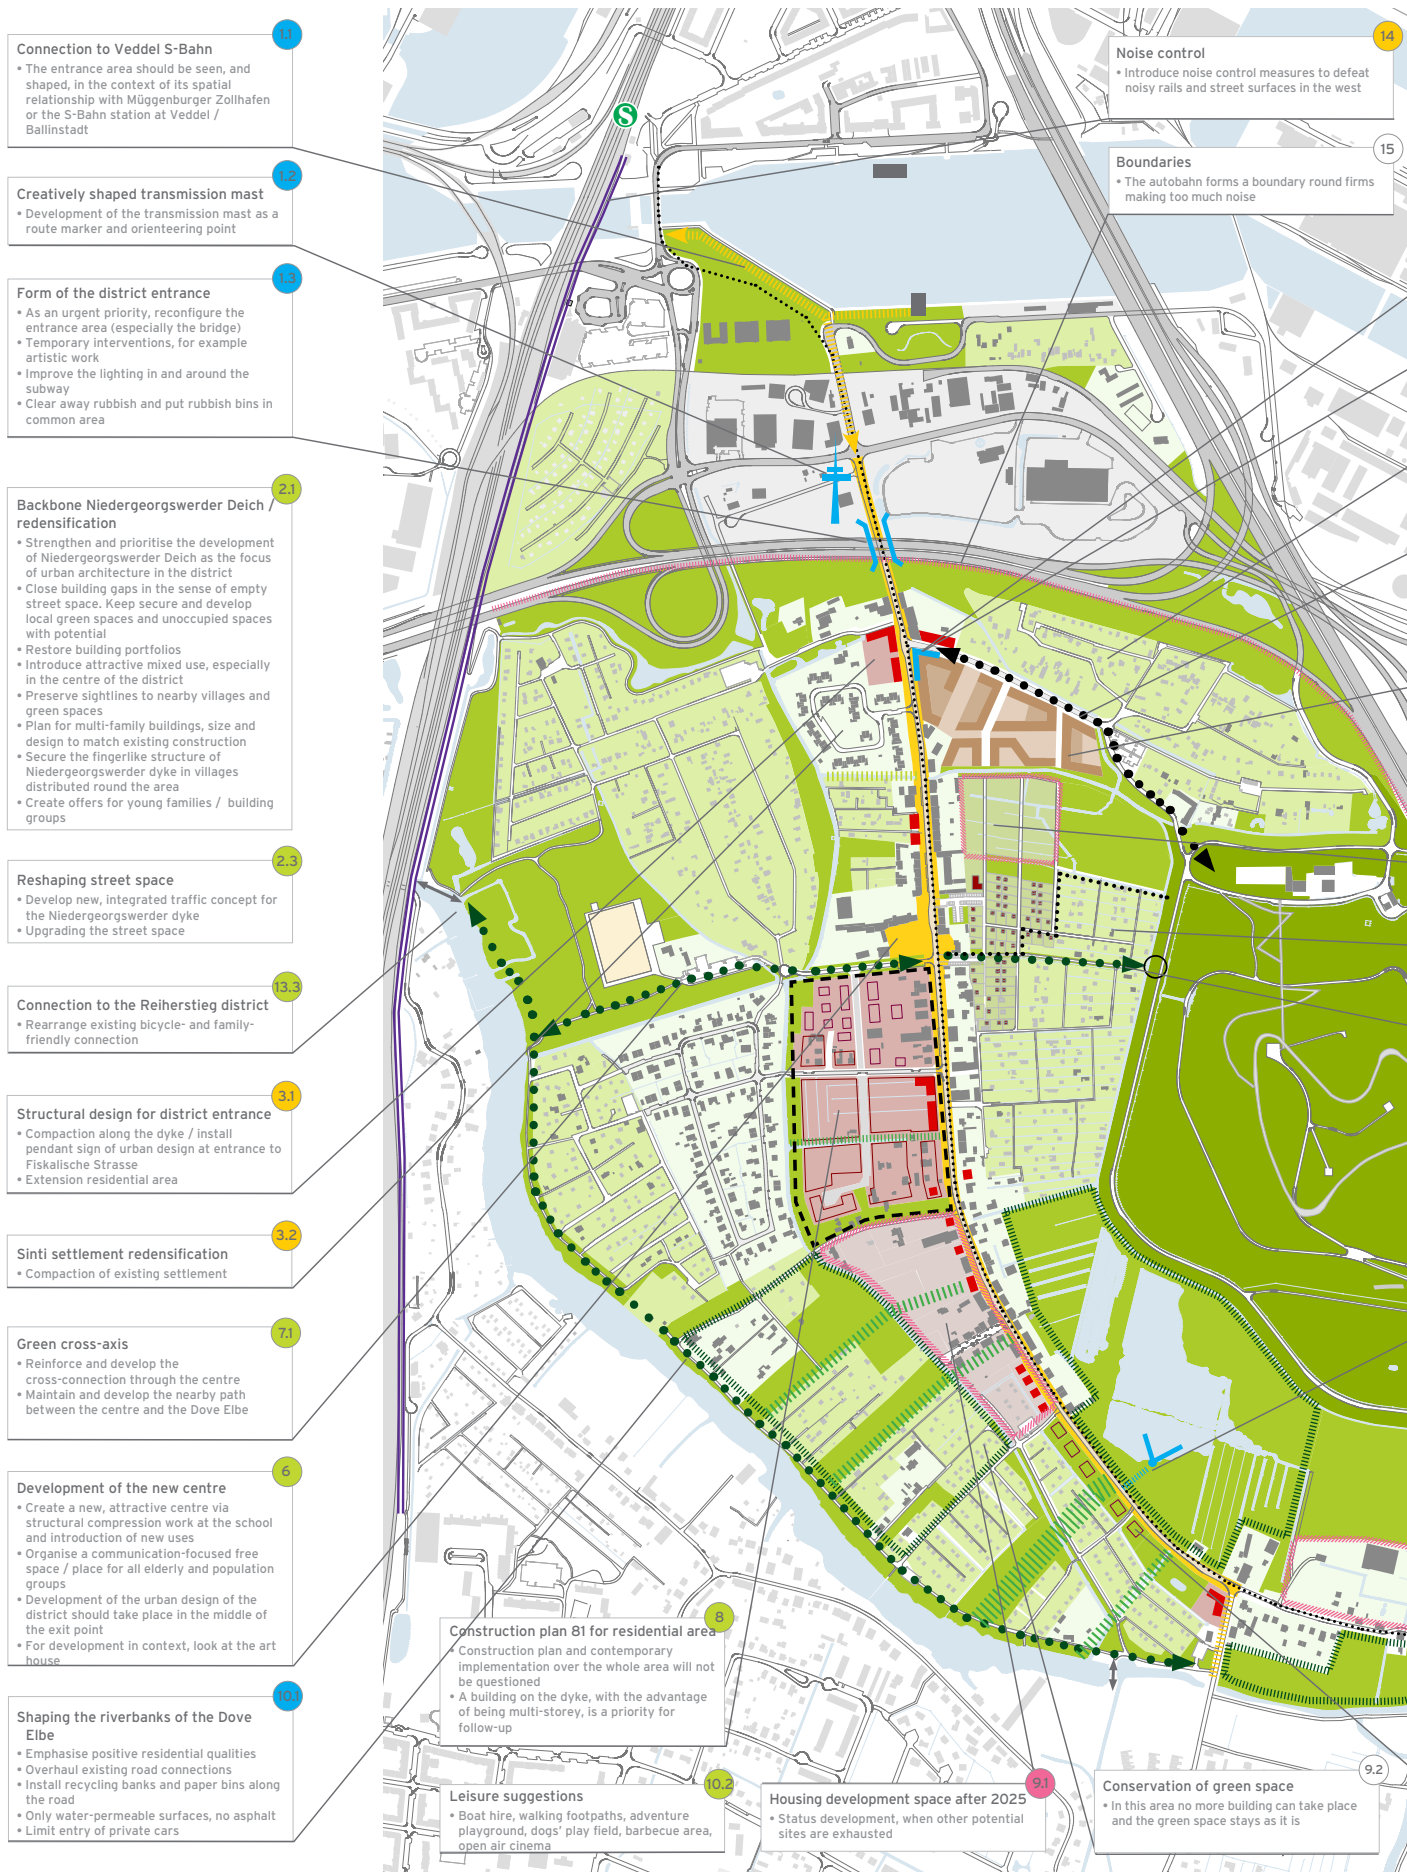 1.1
Connection to Veddel S-Bahn
• The entrance area should be seen, and
shaped, in the context of its spatial
relationship with Müggenburger Zollhafen
or the S-Bahn station at Veddel /
Ballinstadt
1.2
Creatively shaped transmission mast
• Development of the transmission mast as a
route marker and orienteering point
1.3
Form of the district entrance
• As an urgent priority, reconfigure the
entrance area (especially the bridge)
• Temporary interventions, for example
artistic work
• Improve the lighting in and around the
subway
• Clear away rubbish and put rubbish bins in
common area
2.1
Backbone Niedergeorgswerder Deich /
redensification
• Strengthen and prioritise the development
of Niedergeorgswerder Deich as the focus
of urban architecture in the district
• Close building gaps in the sense of empty
street space. Keep secure and develop
local green spaces and unoccupied spaces
with potential
• Restore building portfolios
• Introduce attractive mixed use, especially
in the centre of the district
• Preserve sightlines to nearby villages and
green spaces
• Plan for multi-family buildings, size and
design to match existing construction
• Secure the fingerlike structure of
Niedergeorgswerder dyke in villages
distributed round the area
• Create offers for young families / building
groups
2.3
Reshaping street space
• Develop new, integrated traffic concept for
the Niedergeorgswerder dyke
• Upgrading the street space
13.3
Connection to the Reiherstieg district
• Rearrange existing bicycle- and family-
friendly connection
3.1
Structural design for district entrance
• Compaction along the dyke / install
pendant sign of urban design at entrance to
Fiskalische Strasse
• Extension residential area
3.2
Sinti settlement redensification
• Compaction of existing settlement
7.1
Green cross-axis
• Reinforce and develop the
cross-connection through the centre
• Maintain and develop the nearby path
between the centre and the Dove Elbe
6
Development of the new centre
• Create a new, attractive centre via
structural compression work at the school
and introduction of new uses
• Organise a communication-focused free
space / place for all elderly and population
groups
• Development of the urban design of the
district should take place in the middle of
the exit point
• For development in context, look at the art
house
10.1
Shaping the riverbanks of the Dove
Elbe
• Emphasise positive residential qualities
• Overhaul existing road connections
• Install recycling banks and paper bins along
the road
• Only water-permeable surfaces, no asphalt
• Limit entry of private cars
S
14
Noise control
• Introduce noise control measures to defeat
noisy rails and street surfaces in the west
15
Boundaries
• The autobahn forms a boundary round firms
making too much noise
8
Construction plan 81 for residential area
• Construction plan and contemporary
implementation over the whole area will not
be questioned
• A building on the dyke, with the advantage
of being multi-storey, is a priority for
follow-up
10.2
Leisure suggestions
• Boat hire, walking footpaths, adventure
playground, dogs' play field, barbecue area,
open air cinema
9.1
Housing development space after 2025
• Status development, when other potential
sites are exhausted
9.2
Conservation of green space
• In this area no more building can take place
and the green space stays as it is